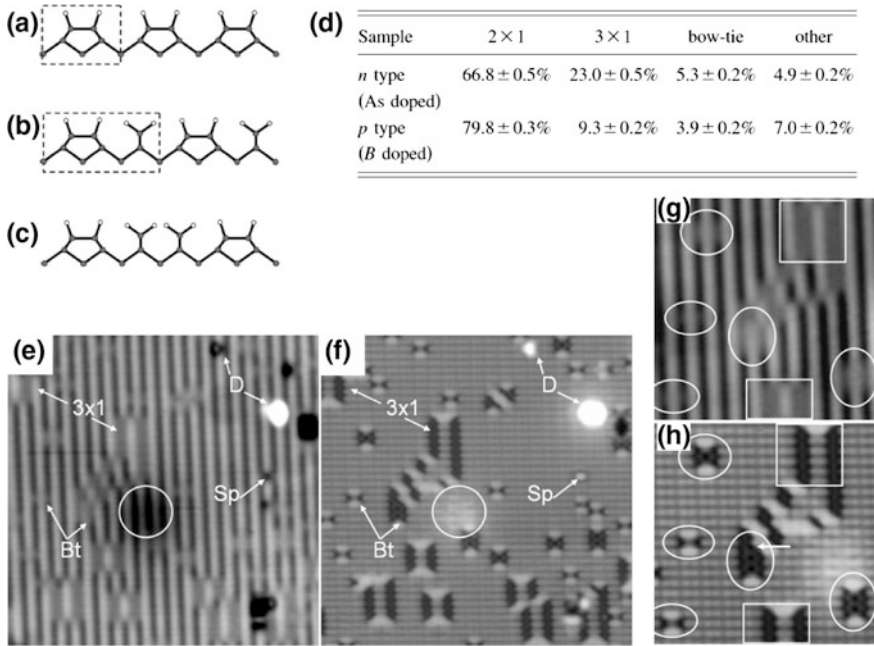 (a)
(b)
(c)
(d)
Sample 2 × 1 3 × 1 bow-tie other
n type 66.8 ± 0.5% 23.0 ± 0.5% 5.3 ± 0.2% 4.9 ± 0.2%
(As doped)
p type 79.8 ± 0.3% 9.3 ± 0.2% 3.9 ± 0.2% 7.0 ± 0.2%
(B doped)
(e)
D
3x1
Sp
Bt
(f)
D
3x1
Sp
Bt
(g)
(h)